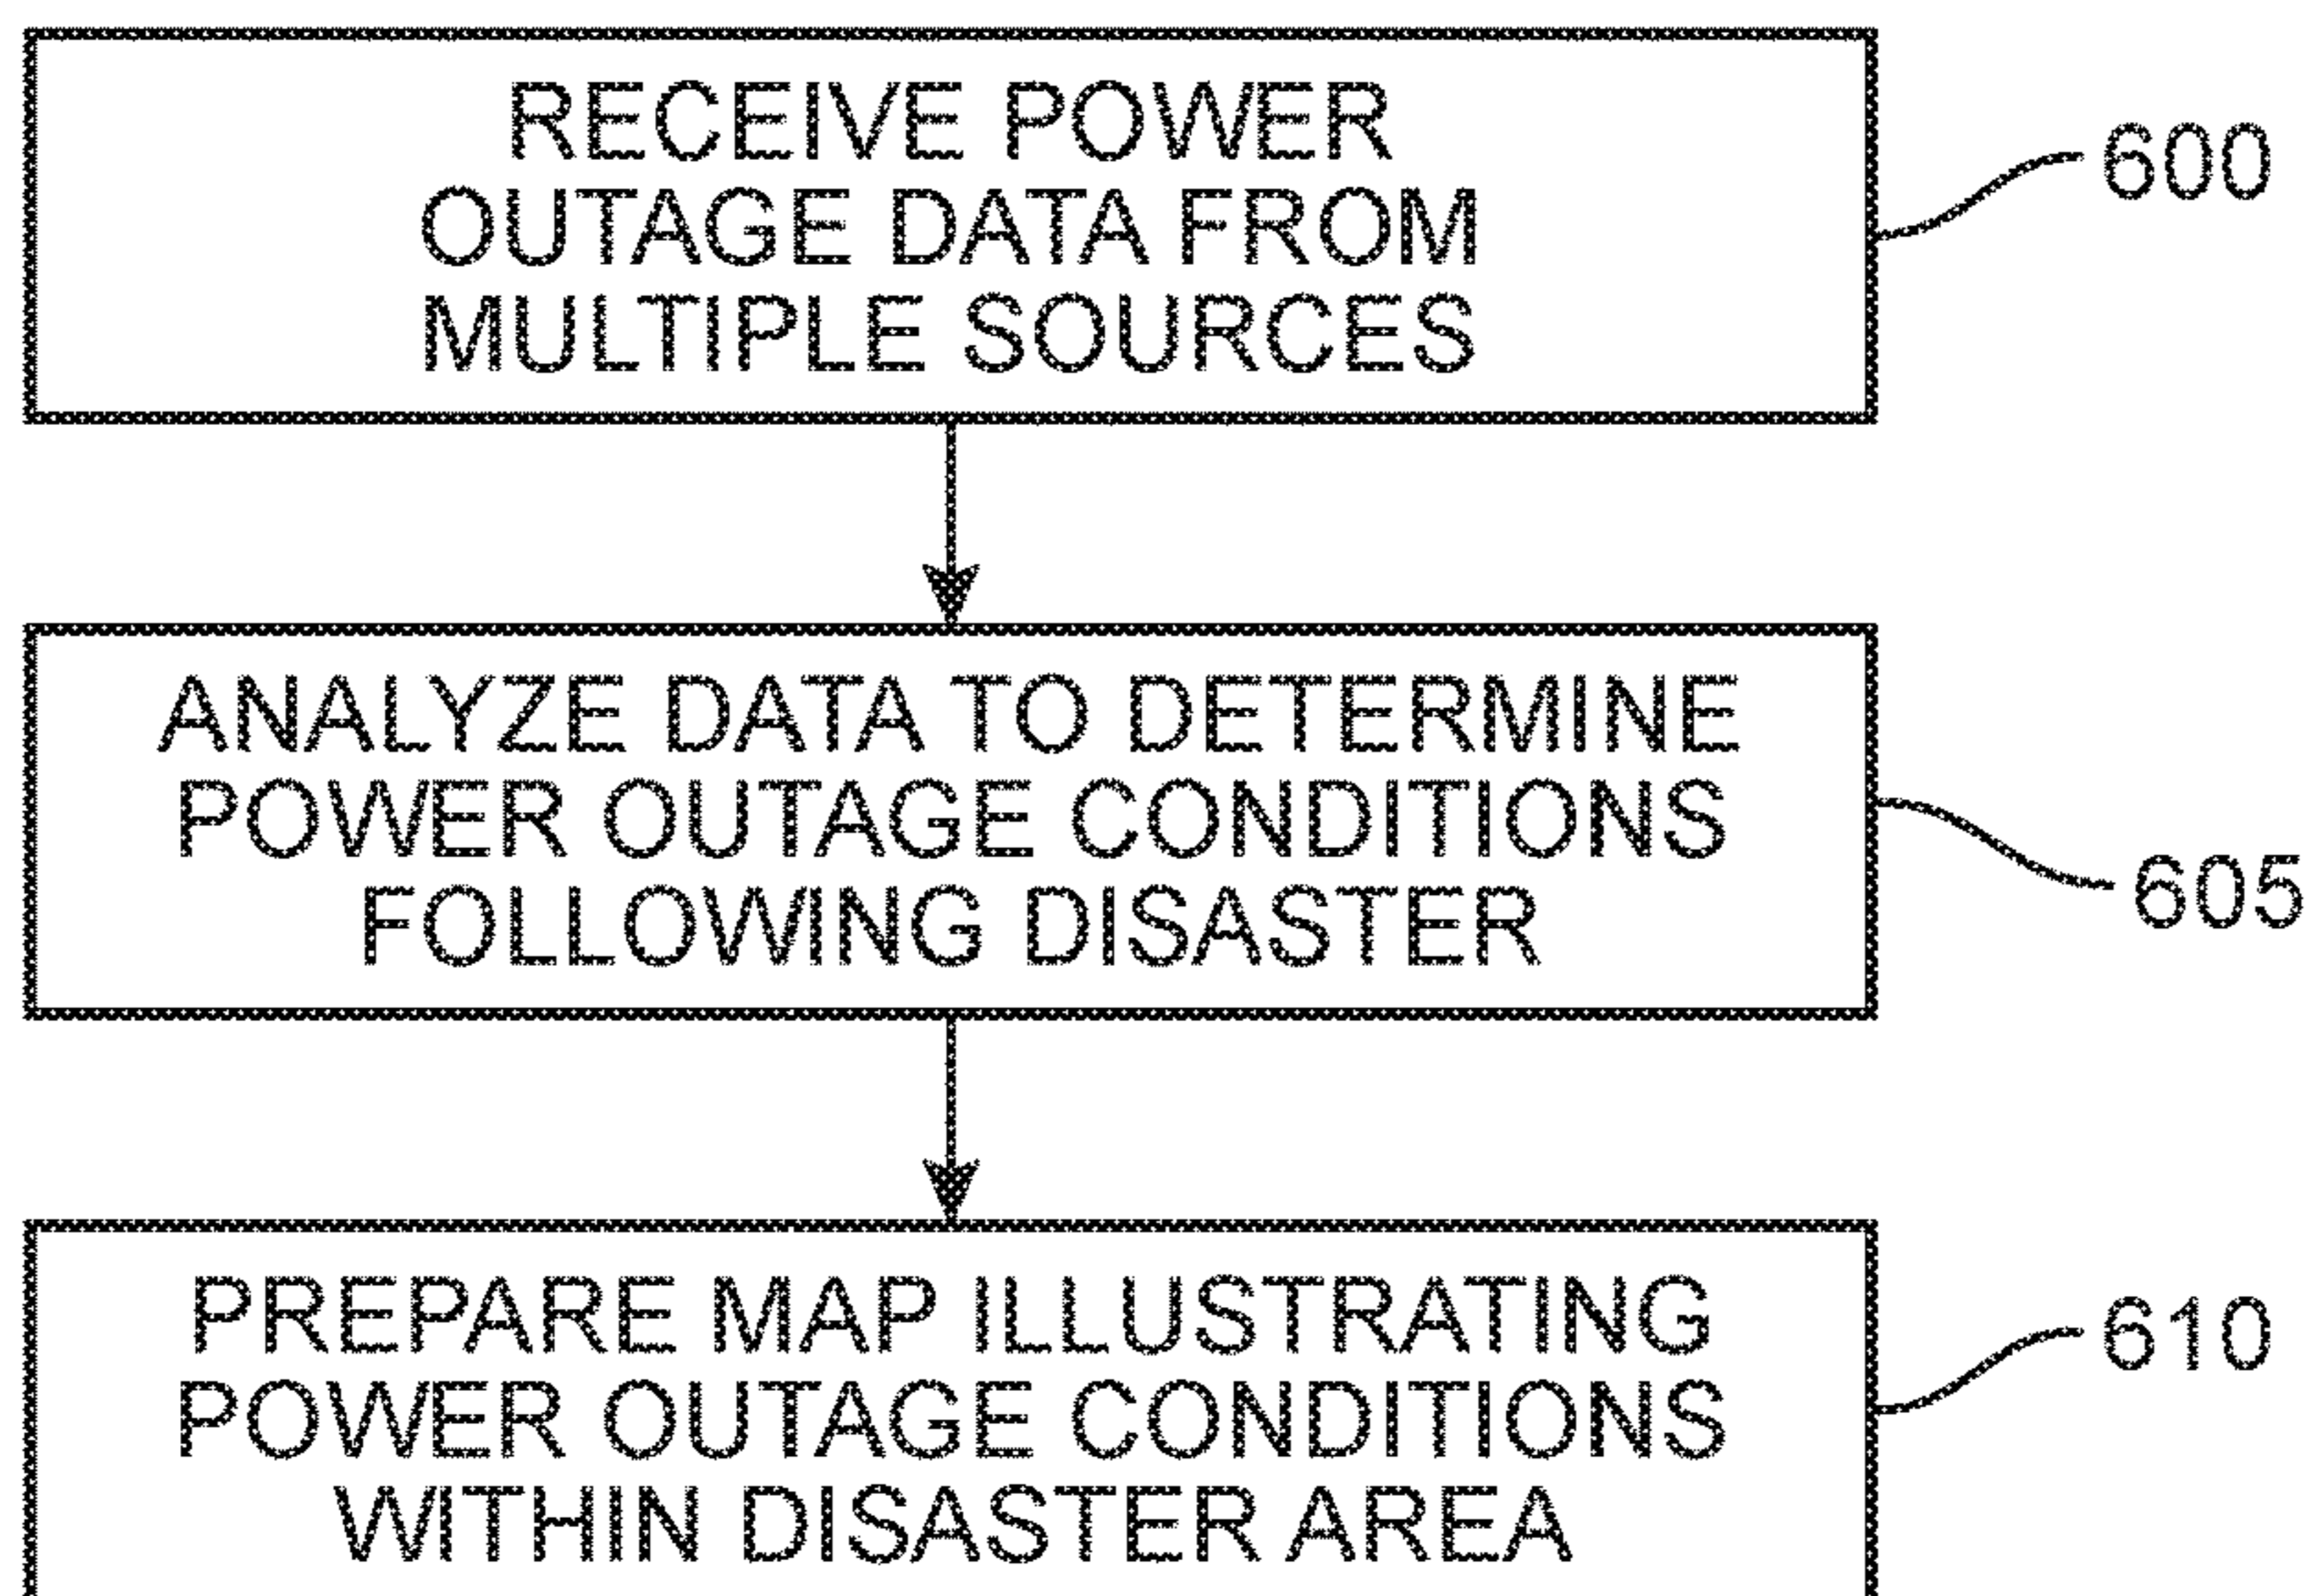 RECEIVE POWER
OUTAGE DATA FROM
MULTIPLE SOURCES
600
ANALYZE DATA TO DETERMINE
POWER OUTAGE CONDITIONS
FOLLOWING DISASTER
605
PREPARE MAP ILLUSTRATING
POWER OUTAGE CONDITIONS
WITHIN DISASTER AREA
610